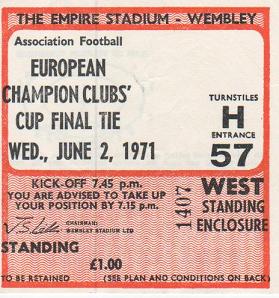 THE EMPIRE STADIUM - WEMBLEY
Association Football
EUROPEAN
CHAMPION CLUBS'
CUP FINAL TIE
WED., JUNE 2, 1971
TURNSTILES
H
ENTRANCE
57
KICK-OFF 7.45 p.m.
YOU ARE ADVISED TO TAKE UP
YOUR POSITION BY 7.15 p.m.
CHAIRMAN:
WEMBLEY STADIUM LTD
STANDING
£1.00
1407
WEST
STANDING
ENCLOSURE
TO BE RETAINED (SEE PLAN AND CONDITIONS ON BACK)